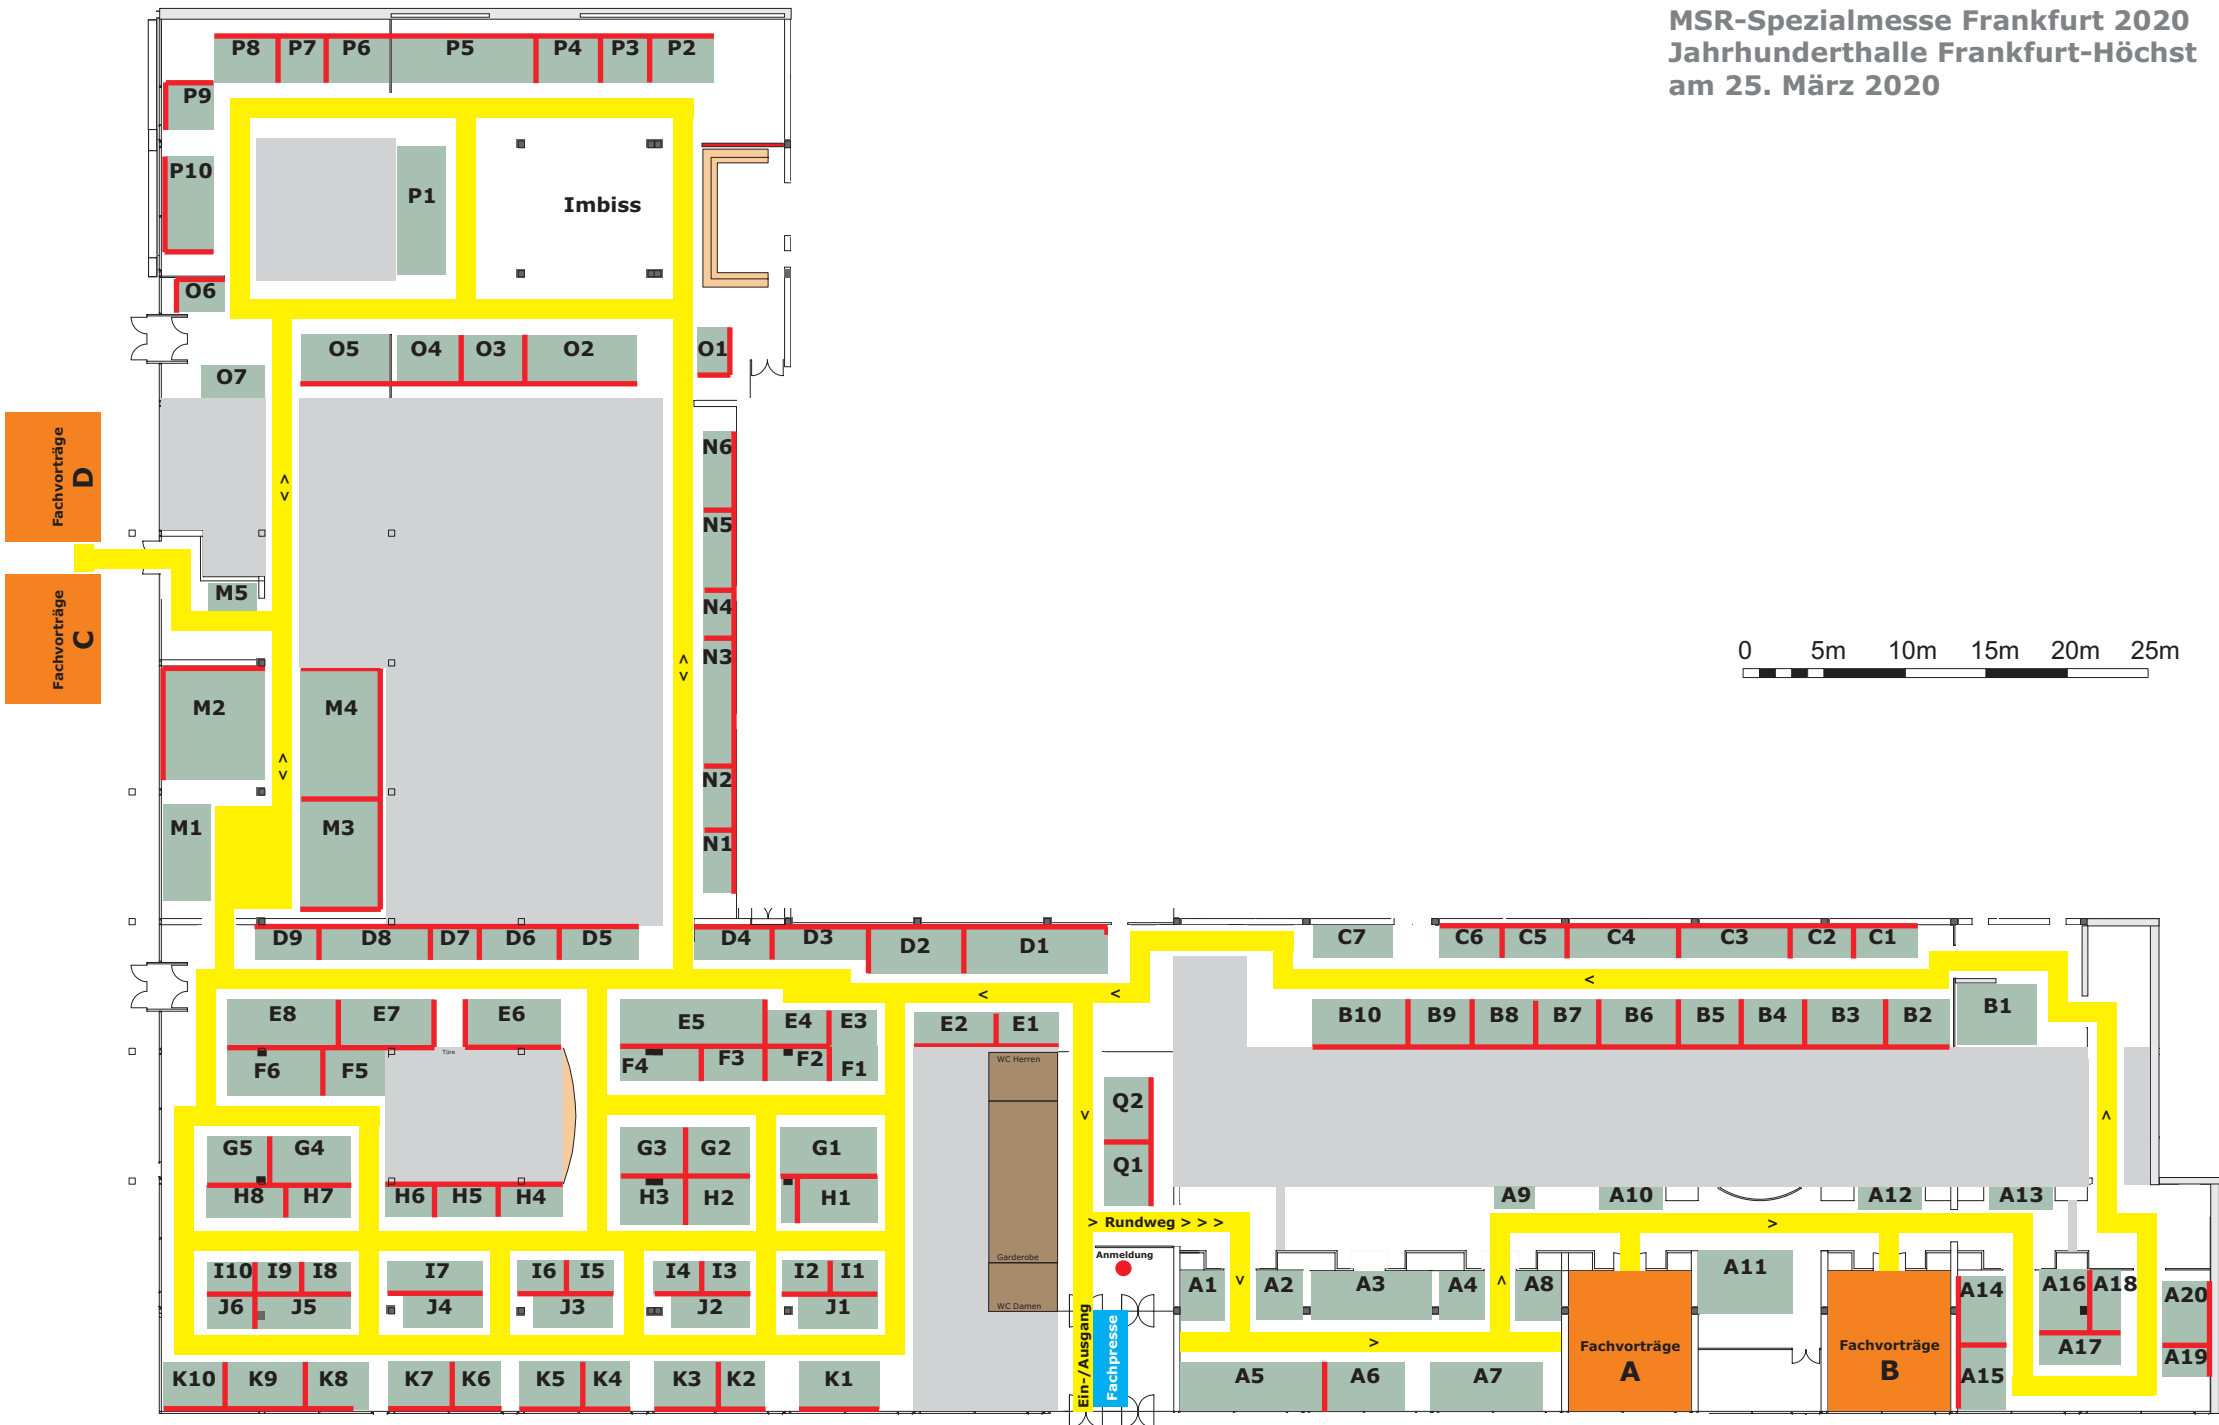 MSR-Spezialmesse Frankfurt 2020
Jahrhunderthalle Frankfurt-Höchst
am 25. März 2020
P8 P7 P6 P5 P4 P3 P2
P9
P10
P1
Imbiss
O6
O5 O4 O3 O2 O1
O7
Fachvorträge
D
N6
> >
N5
M5
N4
Fachvorträge
C
N3
> >
0 5m 10m 15m 20m 25m
M2 M4
> >
N2
M1 M3
N1
D9 D8 D7 D6 D5 D4 D3 D2 D1
C7 C6 C5 C4 C3 C2 C1
< < <
E8 E7 E6 E5 E4 E3 E2 E1
B10 B9 B8 B7 B6 B5 B4 B3 B2 B1
Türe
WC Herren
F6 F5 F4 F3 F2 F1
Q2
G5 G4 G3 G2 G1
Q1
H8 H7 H6 H5 H4 H3 H2 H1
A9 A10 A12 A13
> Rundweg > > >
>
Garderobe
Anmeldung
I10 I9 I8 I7 I6 I5 I4 I3 I2 I1
A1 A2 A3 A4 A8 A11 A14 A16 A18 A20
WC Damen
J6 J5 J4 J3 J2 J1
Ein-/Ausgang
Fachpresse
>
Fachvorträge
A
Fachvorträge
B
A17 A19
K10 K9 K8 K7 K6 K5 K4 K3 K2 K1
A5 A6 A7 A15